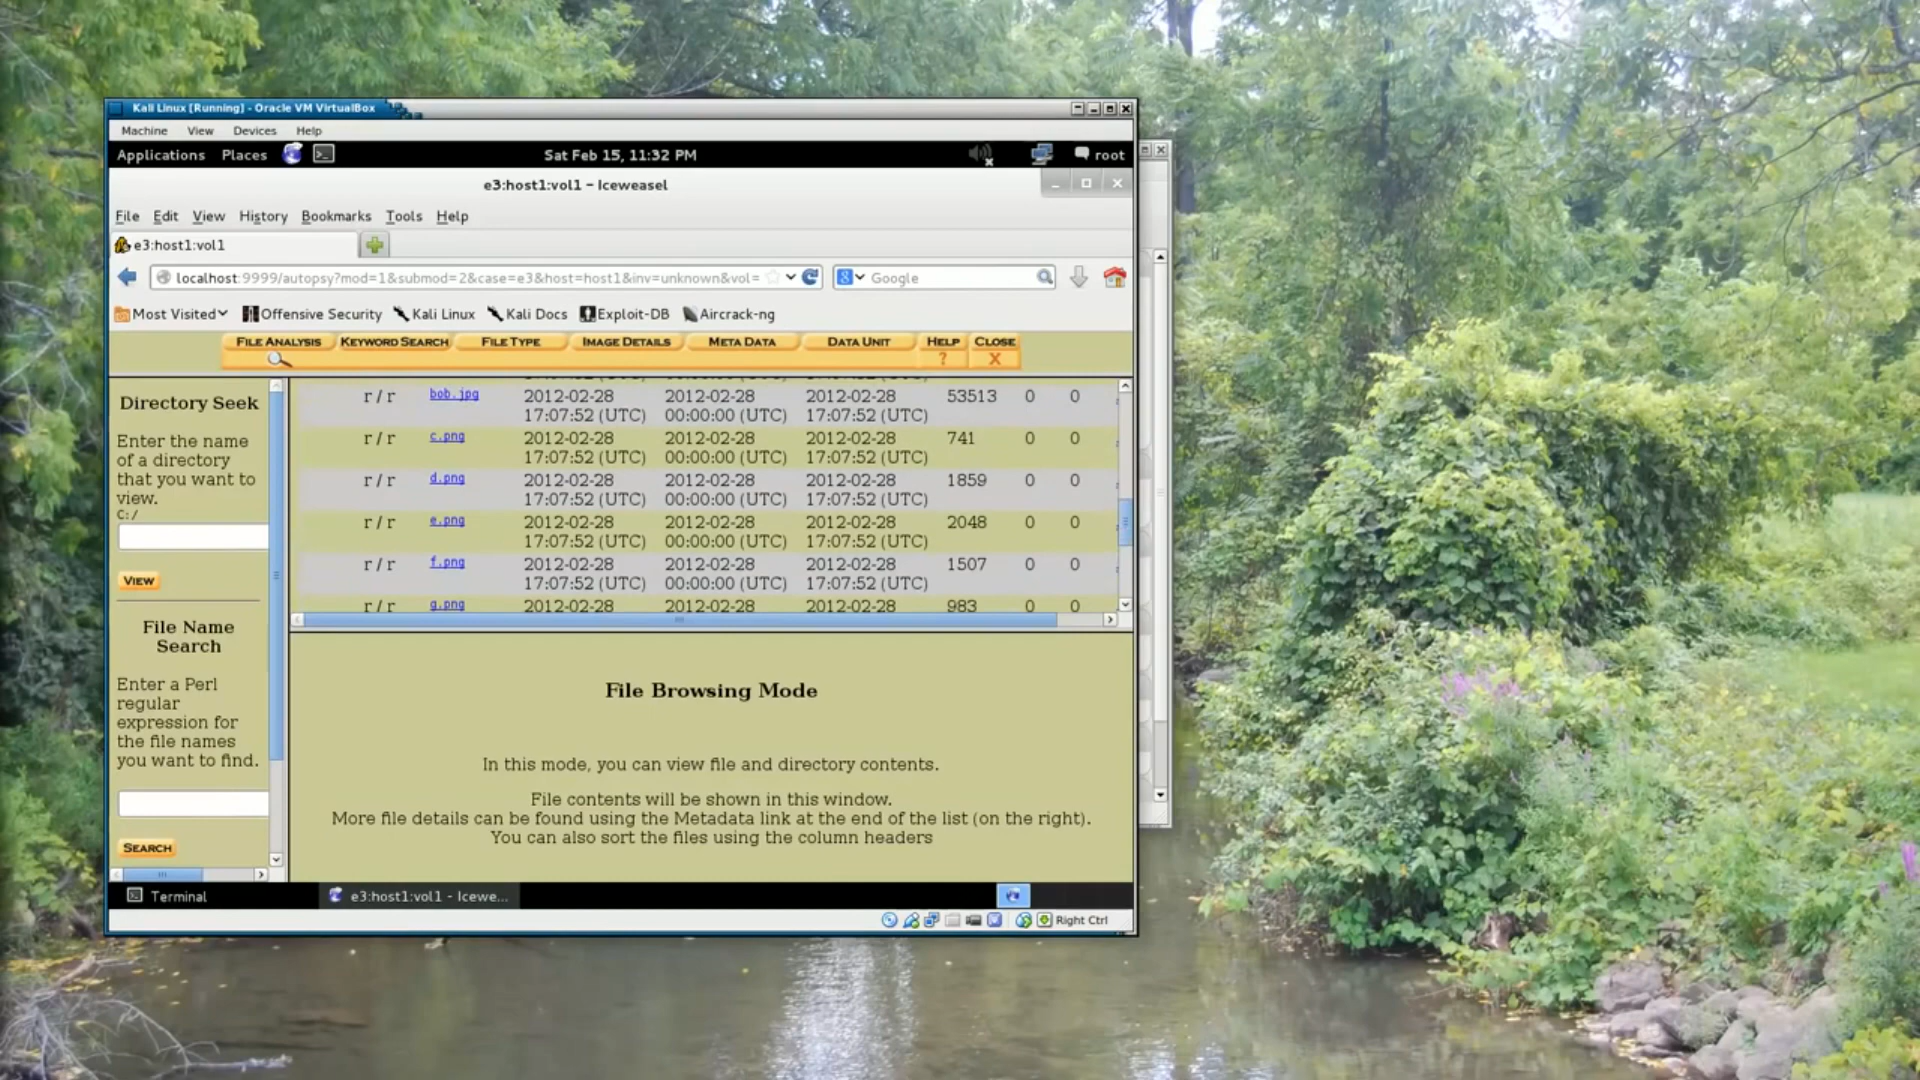 Kali Linux [Running] - Oracle VM VirtualBox
Machine View Devices Help
Applications Places Sat Feb 15, 11:32 PM root
e3:host1:vol1 - Iceweasel
File Edit View History Bookmarks Tools Help
e3:host1:vol1
localhost:9999/autopsy?mod=1&submod=2&case=e3&host=host1&inv=unknown&vol=
Google
Most Visited Offensive Security Kali Linux Kali Docs Exploit-DB Aircrack-ng
FILE ANALYSIS KEYWORD SEARCH FILE TYPE IMAGE DETAILS META DATA DATA UNIT HELP CLOSE
? X
Directory Seek
Enter the name
of a directory
that you want to
view.
C:/
VIEW
File Name
Search
Enter a Perl
regular
expression for
the file names
you want to find.
SEARCH
r / r bob.jpg 2012-02-28 2012-02-28 2012-02-28 53513 0 0
17:07:52 (UTC) 00:00:00 (UTC) 17:07:52 (UTC)
r / r c.png 2012-02-28 2012-02-28 2012-02-28 741 0 0
17:07:52 (UTC) 00:00:00 (UTC) 17:07:52 (UTC)
r / r d.png 2012-02-28 2012-02-28 2012-02-28 1859 0 0
17:07:52 (UTC) 00:00:00 (UTC) 17:07:52 (UTC)
r / r e.png 2012-02-28 2012-02-28 2012-02-28 2048 0 0
17:07:52 (UTC) 00:00:00 (UTC) 17:07:52 (UTC)
r / r f.png 2012-02-28 2012-02-28 2012-02-28 1507 0 0
17:07:52 (UTC) 00:00:00 (UTC) 17:07:52 (UTC)
r / r g.png 2012-02-28 2012-02-28 2012-02-28 983 0 0
File Browsing Mode
In this mode, you can view file and directory contents.
File contents will be shown in this window.
More file details can be found using the Metadata link at the end of the list (on the right).
You can also sort the files using the column headers
Terminal e3:host1:vol1 - Icewe...
Right Ctrl